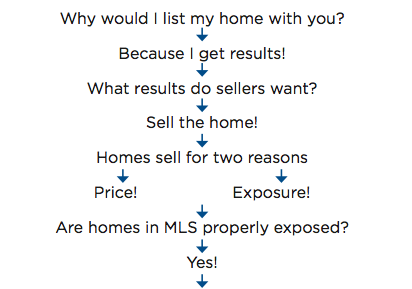 Why would I list my home with you?
Because I get results!
What results do sellers want?
Sell the home!
Homes sell for two reasons
Price! Exposure!
Are homes in MLS properly exposed?
Yes!